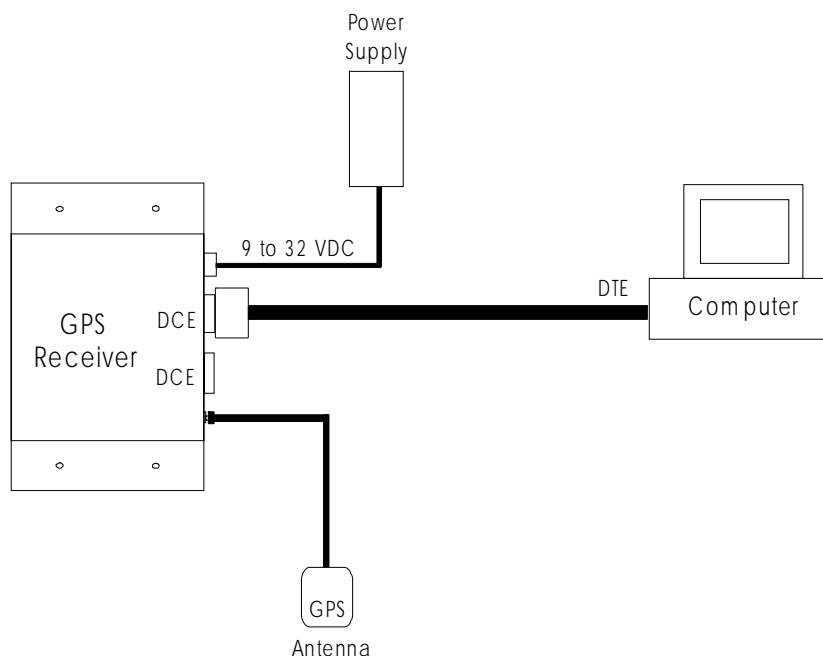 Power
Supply
9 to 32 VDC
DTE
Computer
DCE
GPS
Receiver
DCE
GPS
Antenna